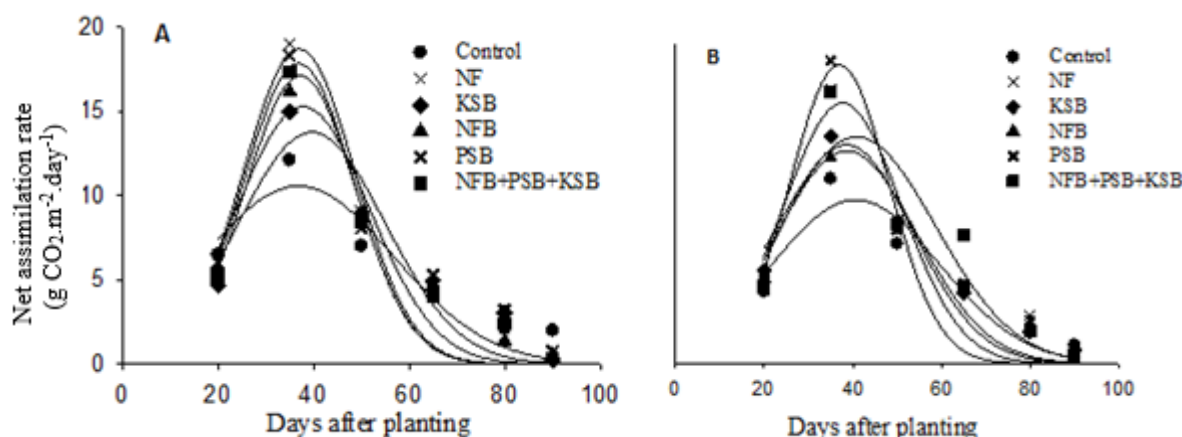 A
20
15
10
5
0
Net assimilation rate
(g CO₂.m⁻².day⁻¹)
Control
NF
KSB
NFB
PSB
NFB+PSB+KSB
0 20 40 60 80 100
Days after planting
B
Control
NF
KSB
NFB
PSB
NFB+PSB+KSB
0 20 40 60 80 100
Days after planting